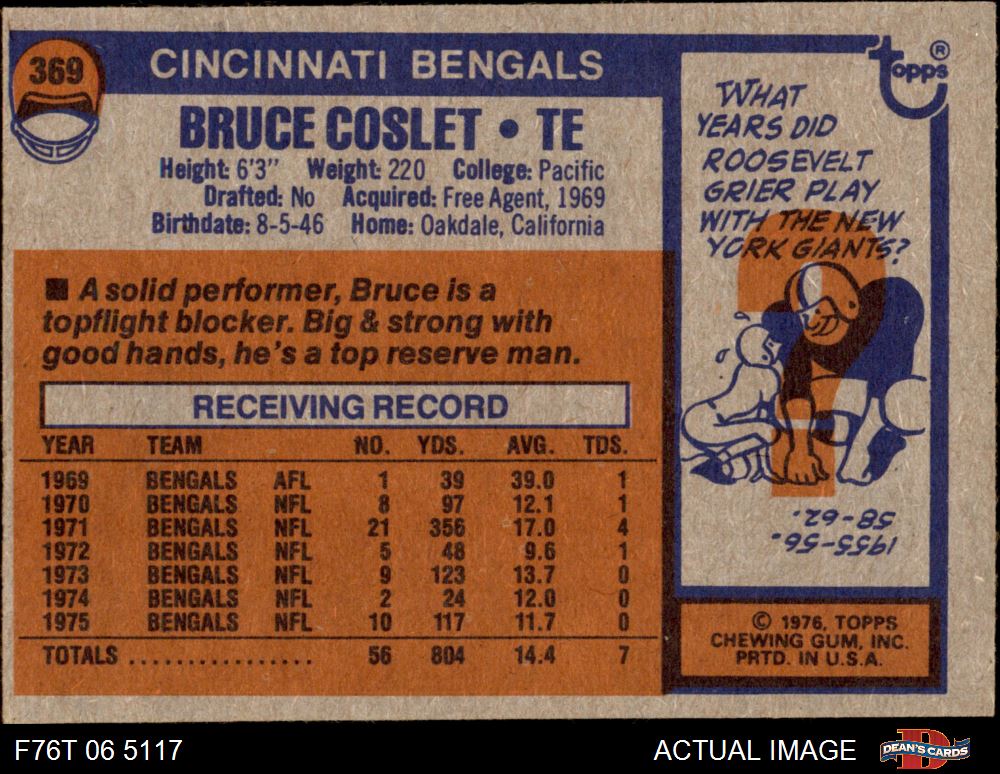 369
CINCINNATI BENGALS
BRUCE COSLET • TE
Height: 6'3" Weight: 220 College: Pacific
Drafted: No Acquired: Free Agent, 1969
Birthdate: 8-5-46 Home: Oakdale, California
■ A solid performer, Bruce is a
topflight blocker. Big & strong with
good hands, he's a top reserve man.
RECEIVING RECORD
YEAR TEAM NO. YDS. AVG. TDS.
1969 BENGALS AFL 1 39 39.0 1
1970 BENGALS NFL 8 97 12.1 1
1971 BENGALS NFL 21 356 17.0 4
1972 BENGALS NFL 5 48 9.6 1
1973 BENGALS NFL 9 123 13.7 0
1974 BENGALS NFL 2 24 12.0 0
1975 BENGALS NFL 10 117 11.7 0
TOTALS ................ 56 804 14.4 7
topps ®
WHAT
YEARS DID
ROOSEVELT
GRIER PLAY
WITH THE NEW
YORK GIANTS?
?
1955-56.
58-62.
© 1976, TOPPS
CHEWING GUM, INC.
PRTD. IN U.S.A.
F76T 06 5117
ACTUAL IMAGE
DEAN'S CARDS